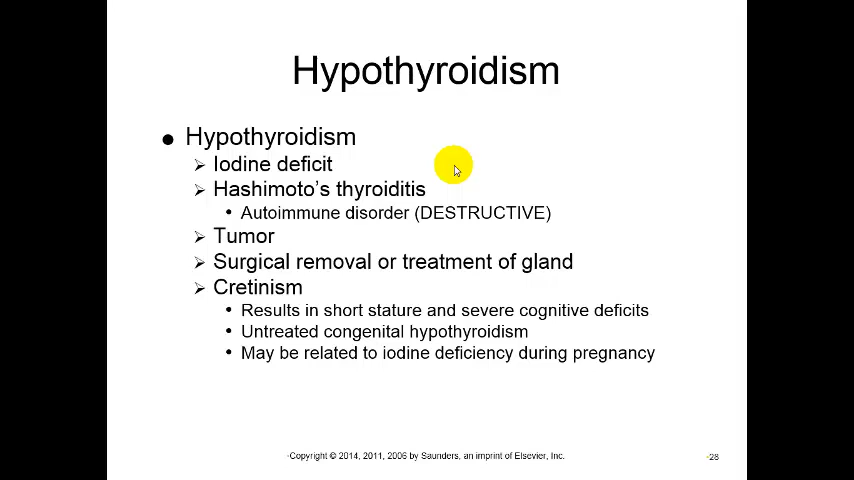 Hypothyroidism
● Hypothyroidism
➢ Iodine deficit
➢ Hashimoto's thyroiditis
• Autoimmune disorder (DESTRUCTIVE)
➢ Tumor
➢ Surgical removal or treatment of gland
➢ Cretinism
• Results in short stature and severe cognitive deficits
• Untreated congenital hypothyroidism
• May be related to iodine deficiency during pregnancy
•Copyright © 2014, 2011, 2006 by Saunders, an imprint of Elsevier, Inc.
•28